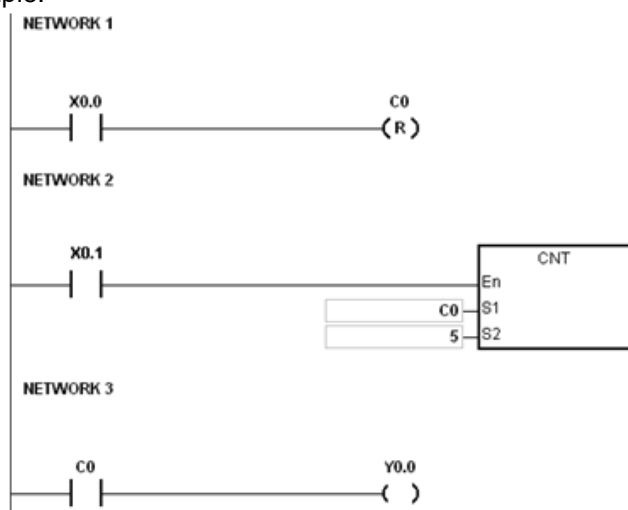 NETWORK 1
X0.0 C0
( R )
NETWORK 2
X0.1
CNT
En
C0 S1
5 S2
NETWORK 3
C0 Y0.0
( )